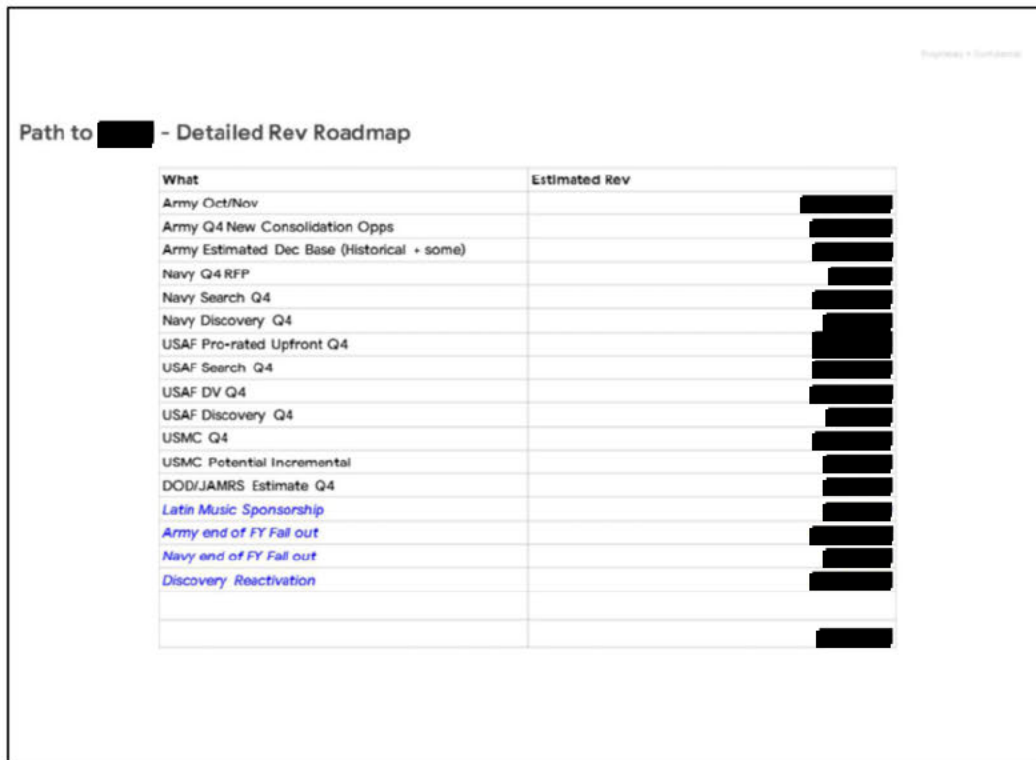 Proprietary + Confidential
Path to - Detailed Rev Roadmap
What Estimated Rev
Army Oct/Nov
Army Q4 New Consolidation Opps
Army Estimated Dec Base (Historical + some)
Navy Q4 RFP
Navy Search Q4
Navy Discovery Q4
USAF Pro-rated Upfront Q4
USAF Search Q4
USAF DV Q4
USAF Discovery Q4
USMC Q4
USMC Potential Incremental
DOD/JAMRS Estimate Q4
Latin Music Sponsorship
Army end of FY Fall out
Navy end of FY Fall out
Discovery Reactivation